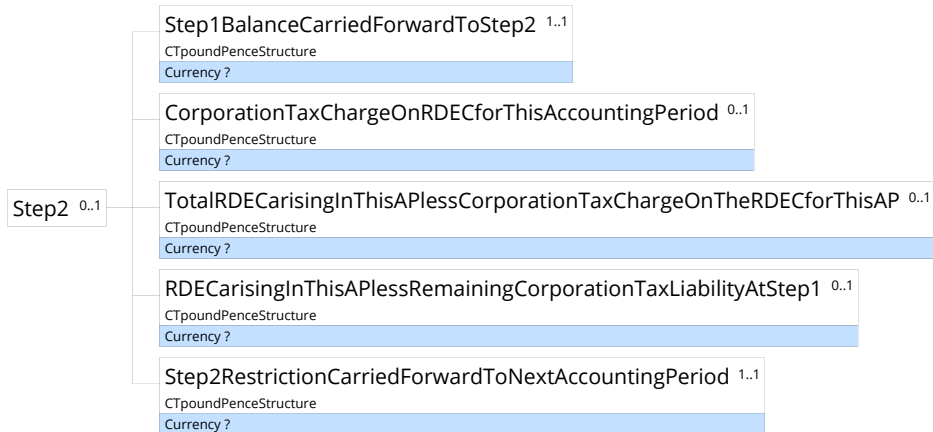 Step1BalanceCarriedForwardToStep2 1..1
CTpoundPenceStructure
Currency ?
CorporationTaxChargeOnRDECforThisAccountingPeriod 0..1
CTpoundPenceStructure
Currency ?
Step2 0..1
TotalRDECarisingInThisAPlessCorporationTaxChargeOnTheRDECforThisAP 0..1
CTpoundPenceStructure
Currency ?
RDECarisingInThisAPlessRemainingCorporationTaxLiabilityAtStep1 0..1
CTpoundPenceStructure
Currency ?
Step2RestrictionCarriedForwardToNextAccountingPeriod 1..1
CTpoundPenceStructure
Currency ?